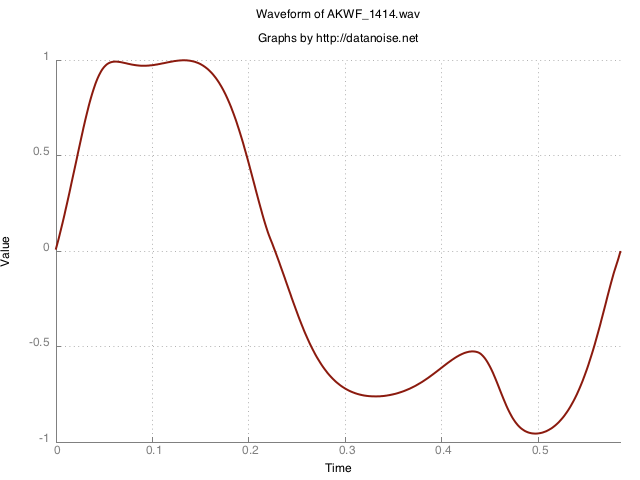 Waveform of AKWF_1414.wav
Graphs by http://datanoise.net
1
0.5
0
-0.5
-1
Value
0 0.1 0.2 0.3 0.4 0.5
Time